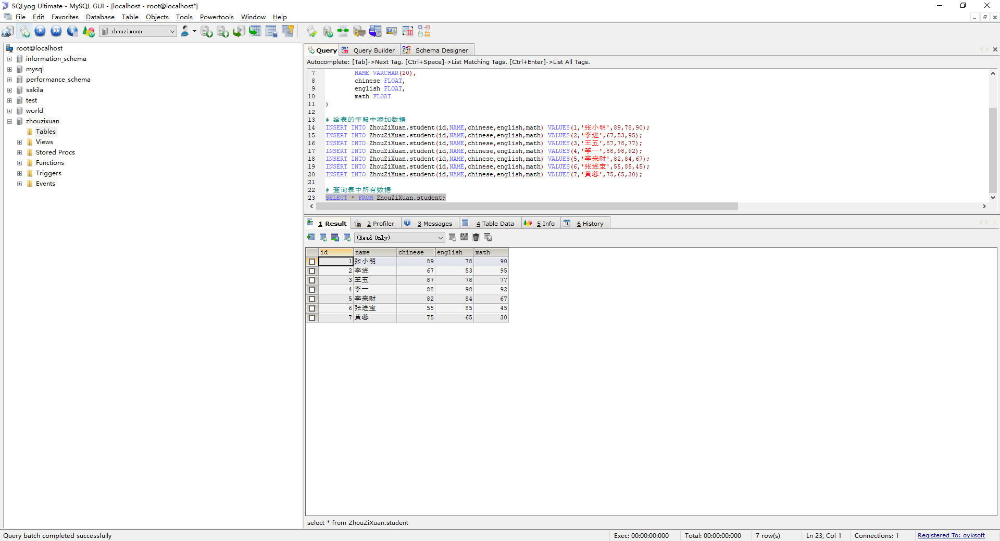 SQLyog Ultimate - MySQL GUI - [localhost - root@localhost*]
File Edit Favorites Database Table Objects Tools Powertools Window Help
zhouzixuan
root@localhost
information_schema
mysql
performance_schema
sakila
test
world
zhouzixuan
Tables
Views
Stored Procs
Functions
Triggers
Events
Query Query Builder Schema Designer
Autocomplete: [Tab]->Next Tag. [Ctrl+Space]->List Matching Tags. [Ctrl+Enter]->List All Tags.
7 NAME VARCHAR(20),
8 chinese FLOAT,
9 english FLOAT,
10 math FLOAT
11 )
12
13 # 给表的字段中添加数据
14 INSERT INTO ZhouZiXuan.student(id,NAME,chinese,english,math) VALUES(1,'张小明',89,78,90);
15 INSERT INTO ZhouZiXuan.student(id,NAME,chinese,english,math) VALUES(2,'李进',67,53,95);
16 INSERT INTO ZhouZiXuan.student(id,NAME,chinese,english,math) VALUES(3,'王五',87,78,77);
17 INSERT INTO ZhouZiXuan.student(id,NAME,chinese,english,math) VALUES(4,'李一',88,98,92);
18 INSERT INTO ZhouZiXuan.student(id,NAME,chinese,english,math) VALUES(5,'李来财',82,84,67);
19 INSERT INTO ZhouZiXuan.student(id,NAME,chinese,english,math) VALUES(6,'张进宝',55,85,45);
20 INSERT INTO ZhouZiXuan.student(id,NAME,chinese,english,math) VALUES(7,'黄蓉',75,65,30);
21
22 # 查询表中所有数据
23 SELECT * FROM ZhouZiXuan.student;
1 Result 2 Profiler 3 Messages 4 Table Data 5 Info 6 History
(Read Only)
id name chinese english math
1 张小明 89 78 90
2 李进 67 53 95
3 王五 87 78 77
4 李一 88 98 92
5 李来财 82 84 67
6 张进宝 55 85 45
7 黄蓉 75 65 30
select * from ZhouZiXuan.student
Query batch completed successfully Exec: 00:00:00:000 Total: 00:00:00:000 7 row(s) Ln 23, Col 1 Connections: 1 Registered To: ovksoft